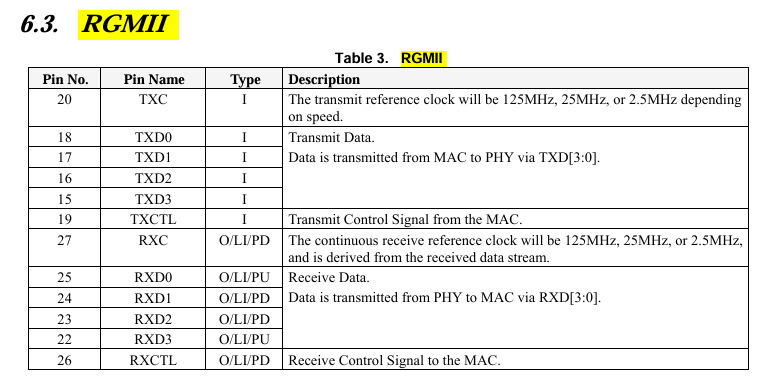 6.3. RGMII
Table 3. RGMII
Pin No. Pin Name Type Description
20 TXC I The transmit reference clock will be 125MHz, 25MHz, or 2.5MHz depending
on speed.
18 TXD0 I Transmit Data.
17 TXD1 I Data is transmitted from MAC to PHY via TXD[3:0].
16 TXD2 I
15 TXD3 I
19 TXCTL I Transmit Control Signal from the MAC.
27 RXC O/LI/PD The continuous receive reference clock will be 125MHz, 25MHz, or 2.5MHz,
and is derived from the received data stream.
25 RXD0 O/LI/PU Receive Data.
24 RXD1 O/LI/PD Data is transmitted from PHY to MAC via RXD[3:0].
23 RXD2 O/LI/PD
22 RXD3 O/LI/PU
26 RXCTL O/LI/PD Receive Control Signal to the MAC.